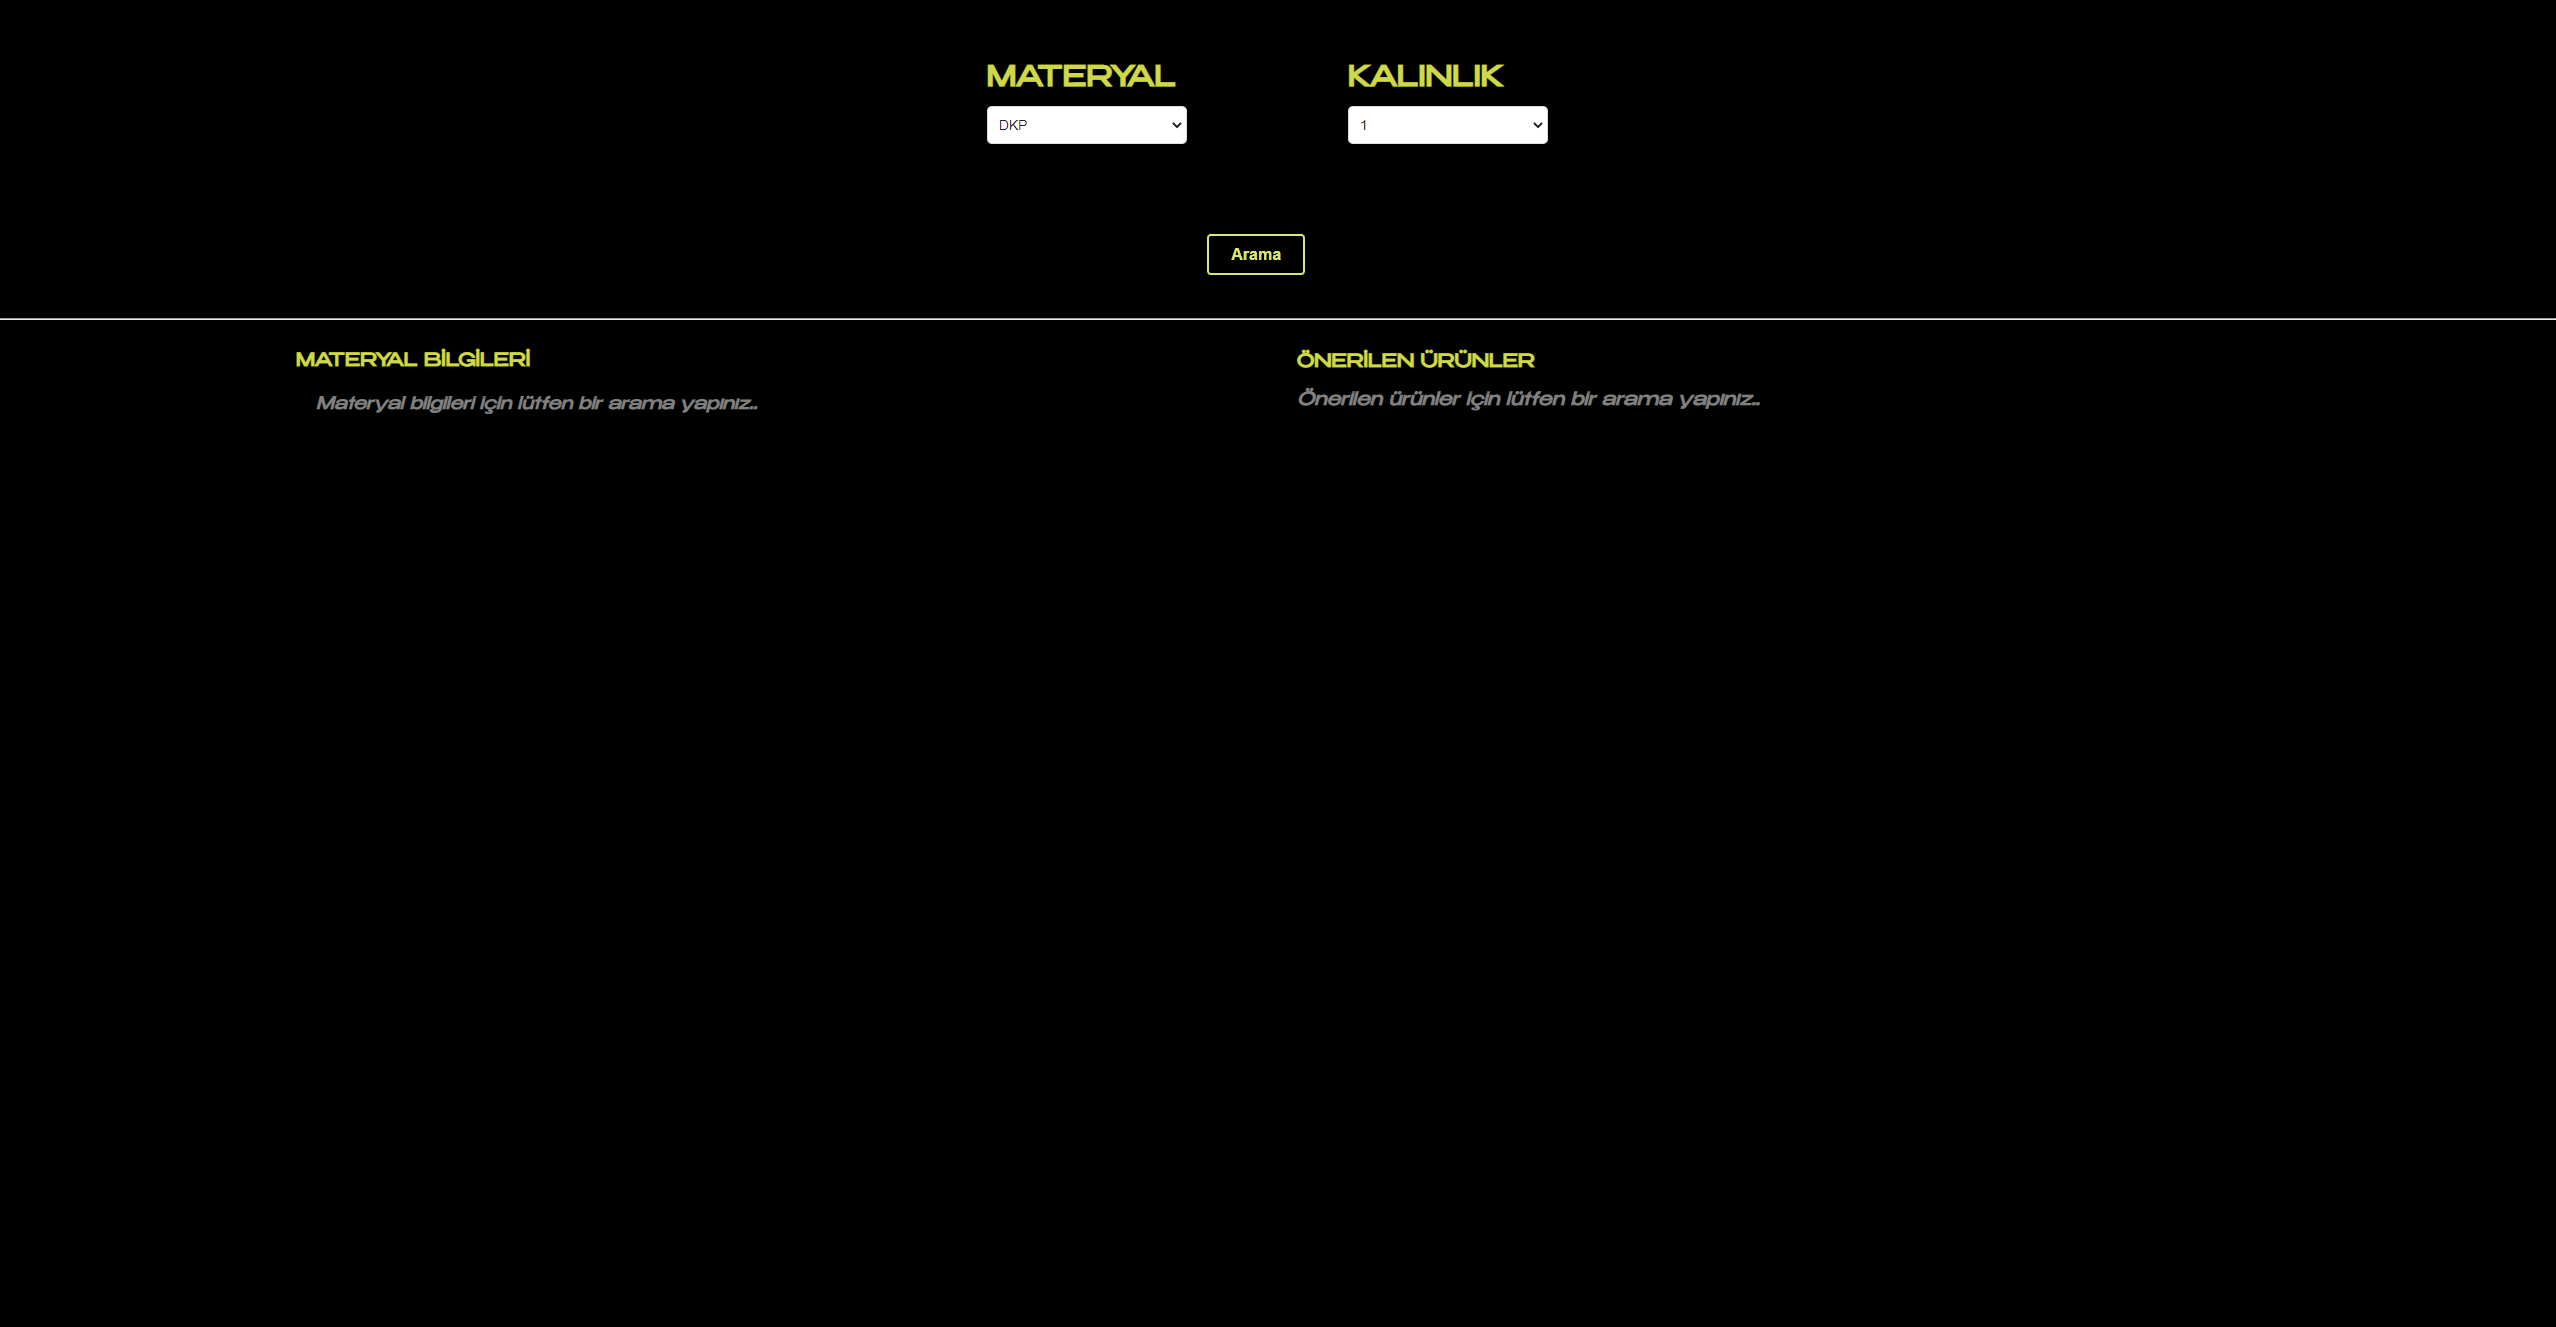 MATERYAL
DKP
KALINLIK
1
Arama
MATERYAL BİLGİLERİ
Materyal bilgileri için lütfen bir arama yapınız..
ÖNERİLEN ÜRÜNLER
Önerilen ürünler için lütfen bir arama yapınız..